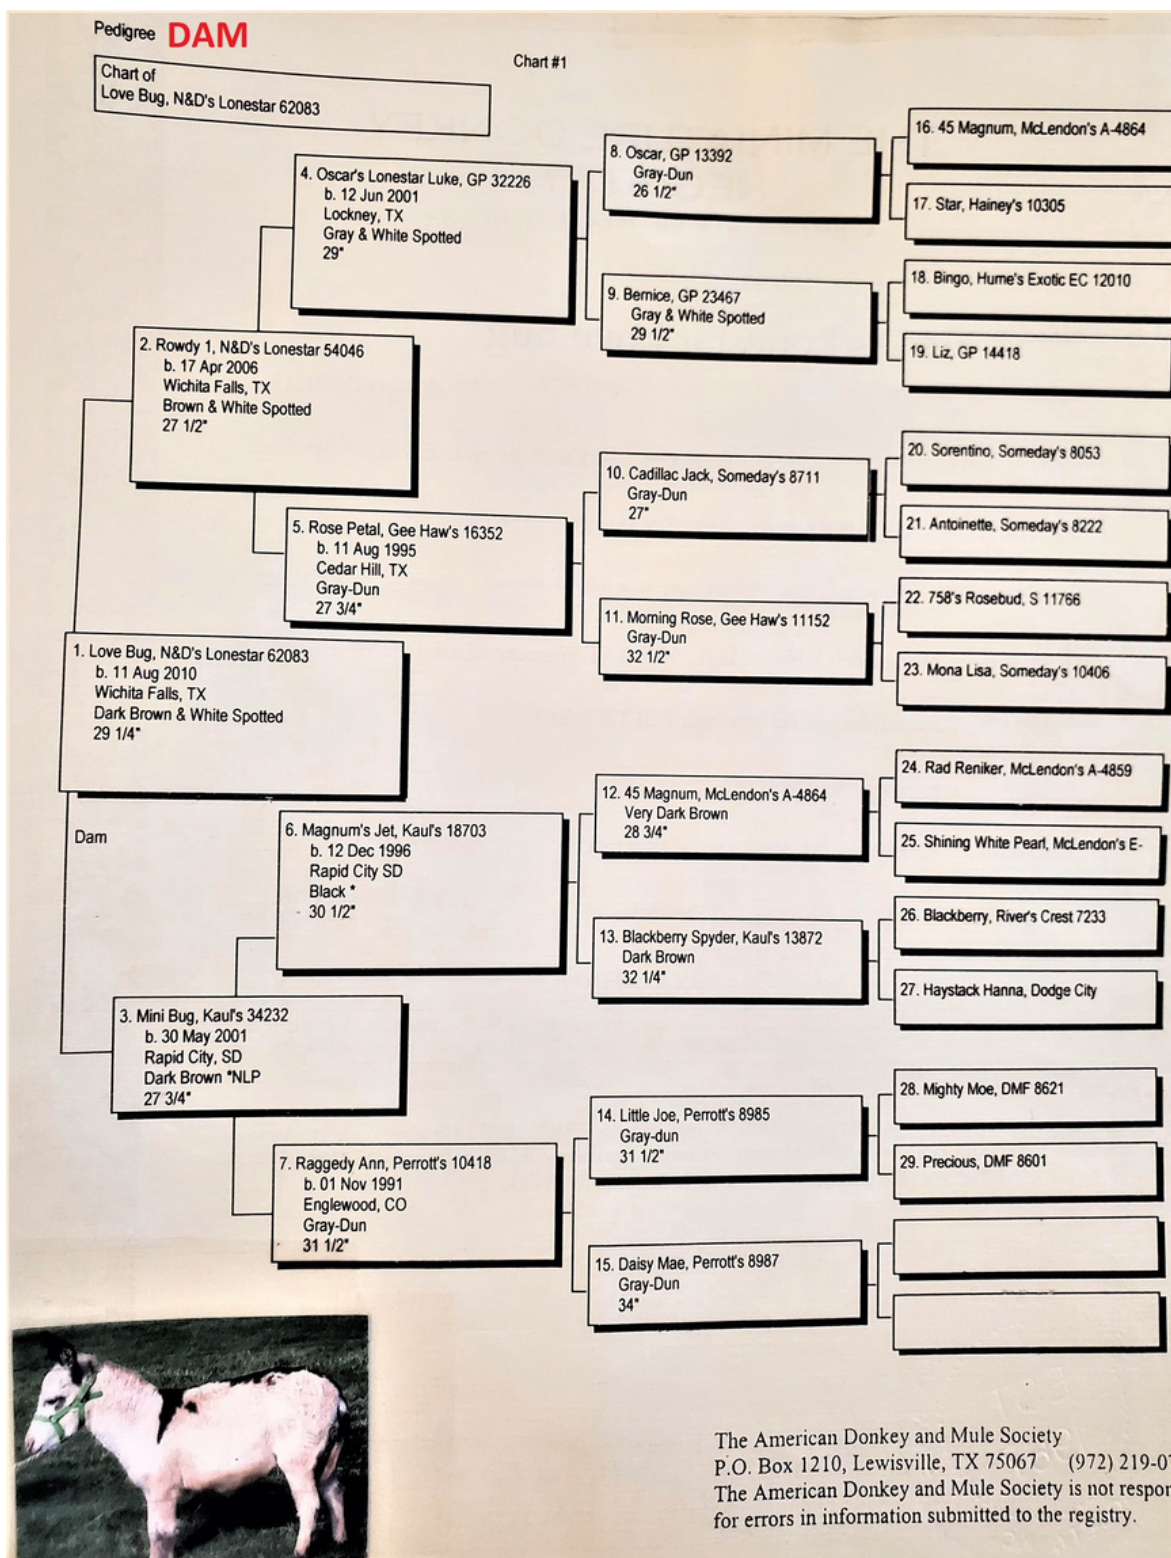 Pedigree DAM
Chart #1
Chart of
Love Bug, N&D's Lonestar 62083
1. Love Bug, N&D's Lonestar 62083
b. 11 Aug 2010
Wichita Falls, TX
Dark Brown & White Spotted
29 1/4"
Dam
2. Rowdy 1, N&D's Lonestar 54046
b. 17 Apr 2006
Wichita Falls, TX
Brown & White Spotted
27 1/2"
3. Mini Bug, Kaul's 34232
b. 30 May 2001
Rapid City, SD
Dark Brown *NLP
27 3/4"
4. Oscar's Lonestar Luke, GP 32226
b. 12 Jun 2001
Lockney, TX
Gray & White Spotted
29"
5. Rose Petal, Gee Haw's 16352
b. 11 Aug 1995
Cedar Hill, TX
Gray-Dun
27 3/4"
6. Magnum's Jet, Kaul's 18703
b. 12 Dec 1996
Rapid City SD
Black *
30 1/2"
7. Raggedy Ann, Perrott's 10418
b. 01 Nov 1991
Englewood, CO
Gray-Dun
31 1/2"
8. Oscar, GP 13392
Gray-Dun
26 1/2"
9. Bernice, GP 23467
Gray & White Spotted
29 1/2"
10. Cadillac Jack, Someday's 8711
Gray-Dun
27"
11. Morning Rose, Gee Haw's 11152
Gray-Dun
32 1/2"
12. 45 Magnum, McLendon's A-4864
Very Dark Brown
28 3/4"
13. Blackberry Spyder, Kaul's 13872
Dark Brown
32 1/4"
14. Little Joe, Perrott's 8985
Gray-dun
31 1/2"
15. Daisy Mae, Perrott's 8987
Gray-Dun
34"
16. 45 Magnum, McLendon's A-4864
17. Star, Hainey's 10305
18. Bingo, Hume's Exotic EC 12010
19. Liz, GP 14418
20. Sorentino, Someday's 8053
21. Antoinette, Someday's 8222
22. 758's Rosebud, S 11766
23. Mona Lisa, Someday's 10406
24. Rad Reniker, McLendon's A-4859
25. Shining White Pearl, McLendon's E-
26. Blackberry, River's Crest 7233
27. Haystack Hanna, Dodge City
28. Mighty Moe, DMF 8621
29. Precious, DMF 8601
The American Donkey and Mule Society
P.O. Box 1210, Lewisville, TX 75067 (972) 219-0
The American Donkey and Mule Society is not respon
for errors in information submitted to the registry.